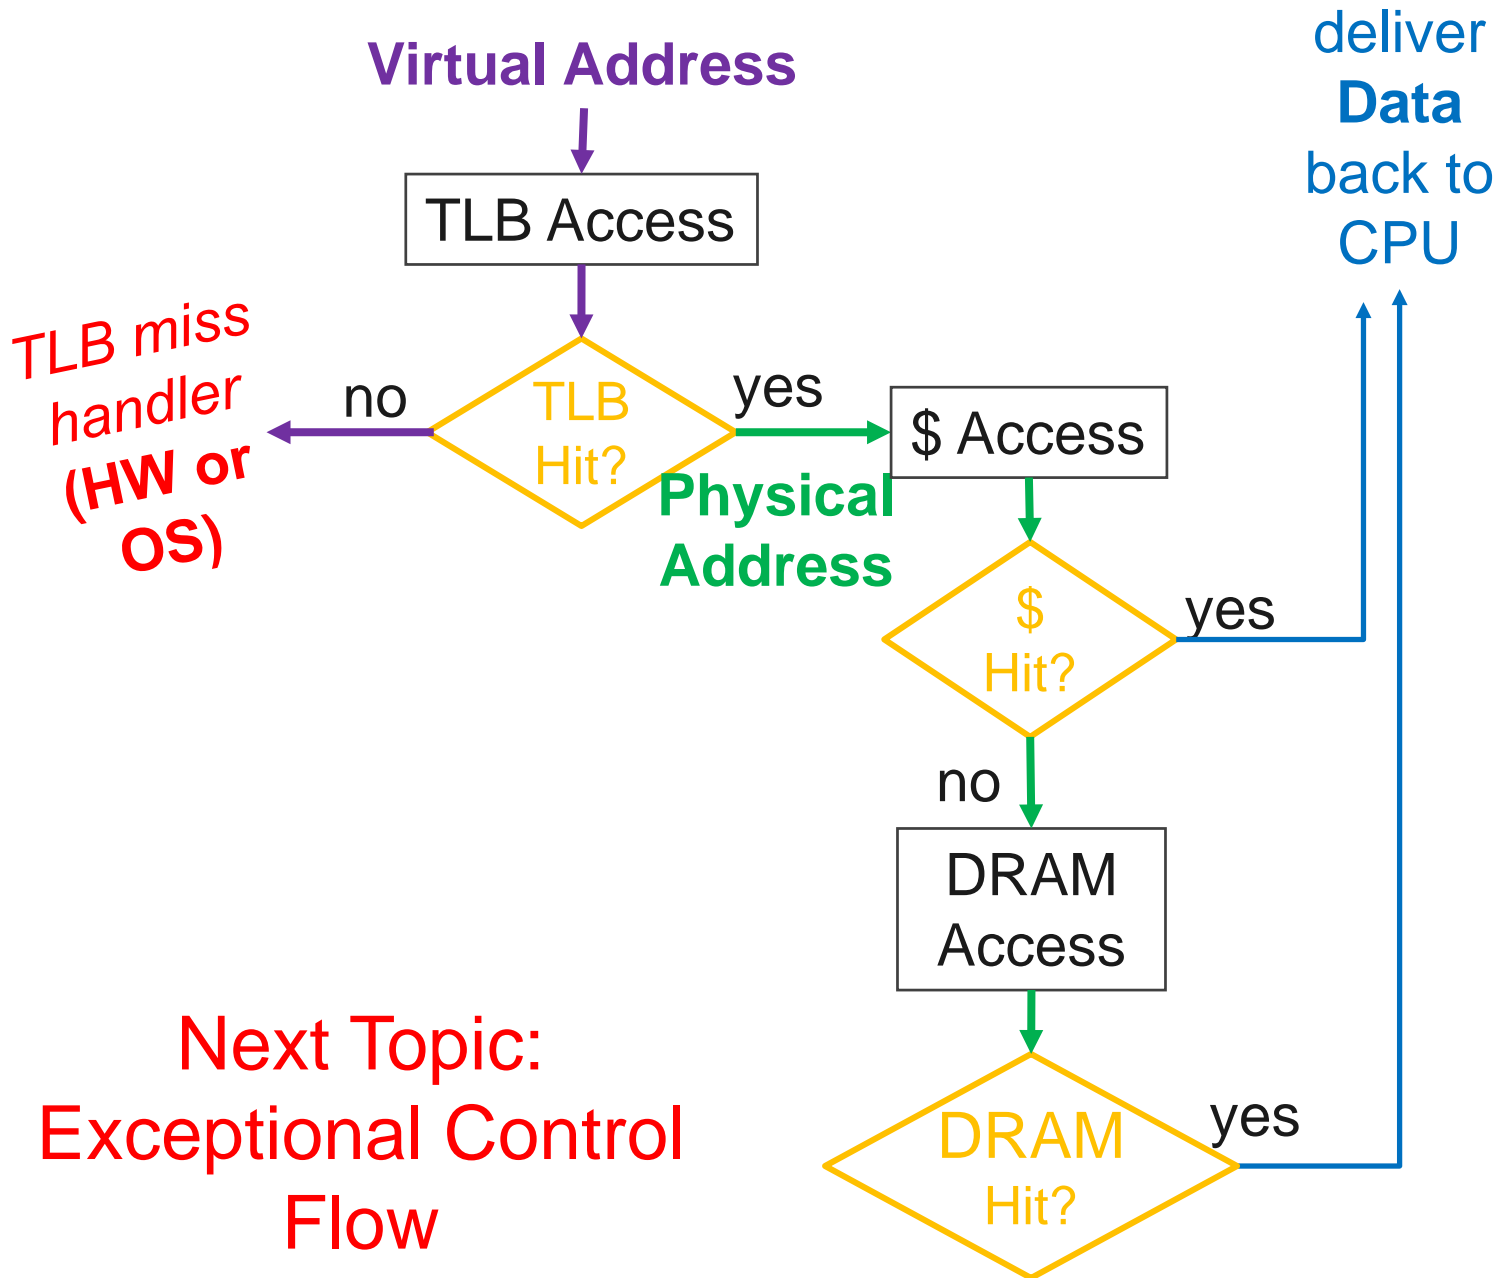 Virtual Address
TLB Access
TLB miss
handler
(HW or
OS)
no
TLB
Hit?
yes
$ Access
Physical
Address
deliver
Data
back to
CPU
$
Hit?
yes
no
DRAM
Access
DRAM
Hit?
yes
Next Topic:
Exceptional Control
Flow